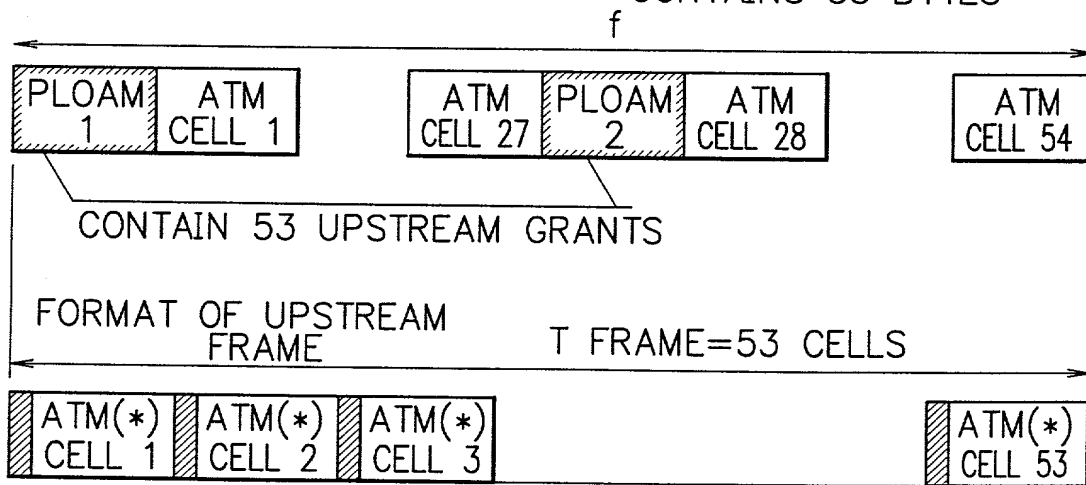 f
PLOAM ATM ATM PLOAM ATM ATM
1 CELL 1 CELL 27 2 CELL 28 CELL 54
CONTAIN 53 UPSTREAM GRANTS
FORMAT OF UPSTREAM
FRAME T FRAME=53 CELLS
ATM(*) ATM(*) ATM(*) ATM(*)
CELL 1 CELL 2 CELL 3 CELL 53